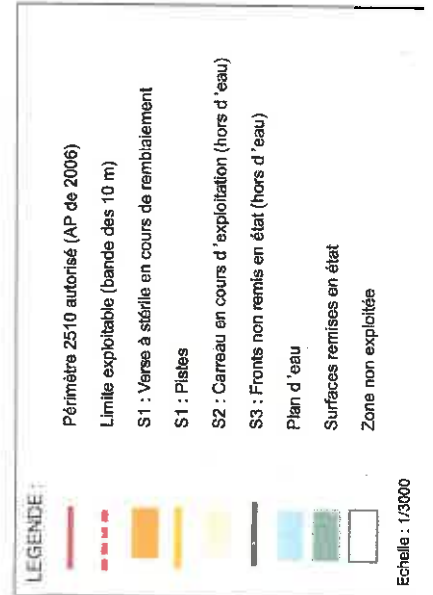 LEGENDE :
Périmètre 2510 autorisé (AP de 2006)
Limite exploitable (bande des 10 m)
S1 : Verse à stérile en cours de remblaiement
S1 : Pistes
S2 : Carreau en cours d'exploitation (hors d'eau)
S3 : Fronts non remis en état (hors d'eau)
Plan d'eau
Surfaces remises en état
Zone non exploitée
Echelle : 1/3000